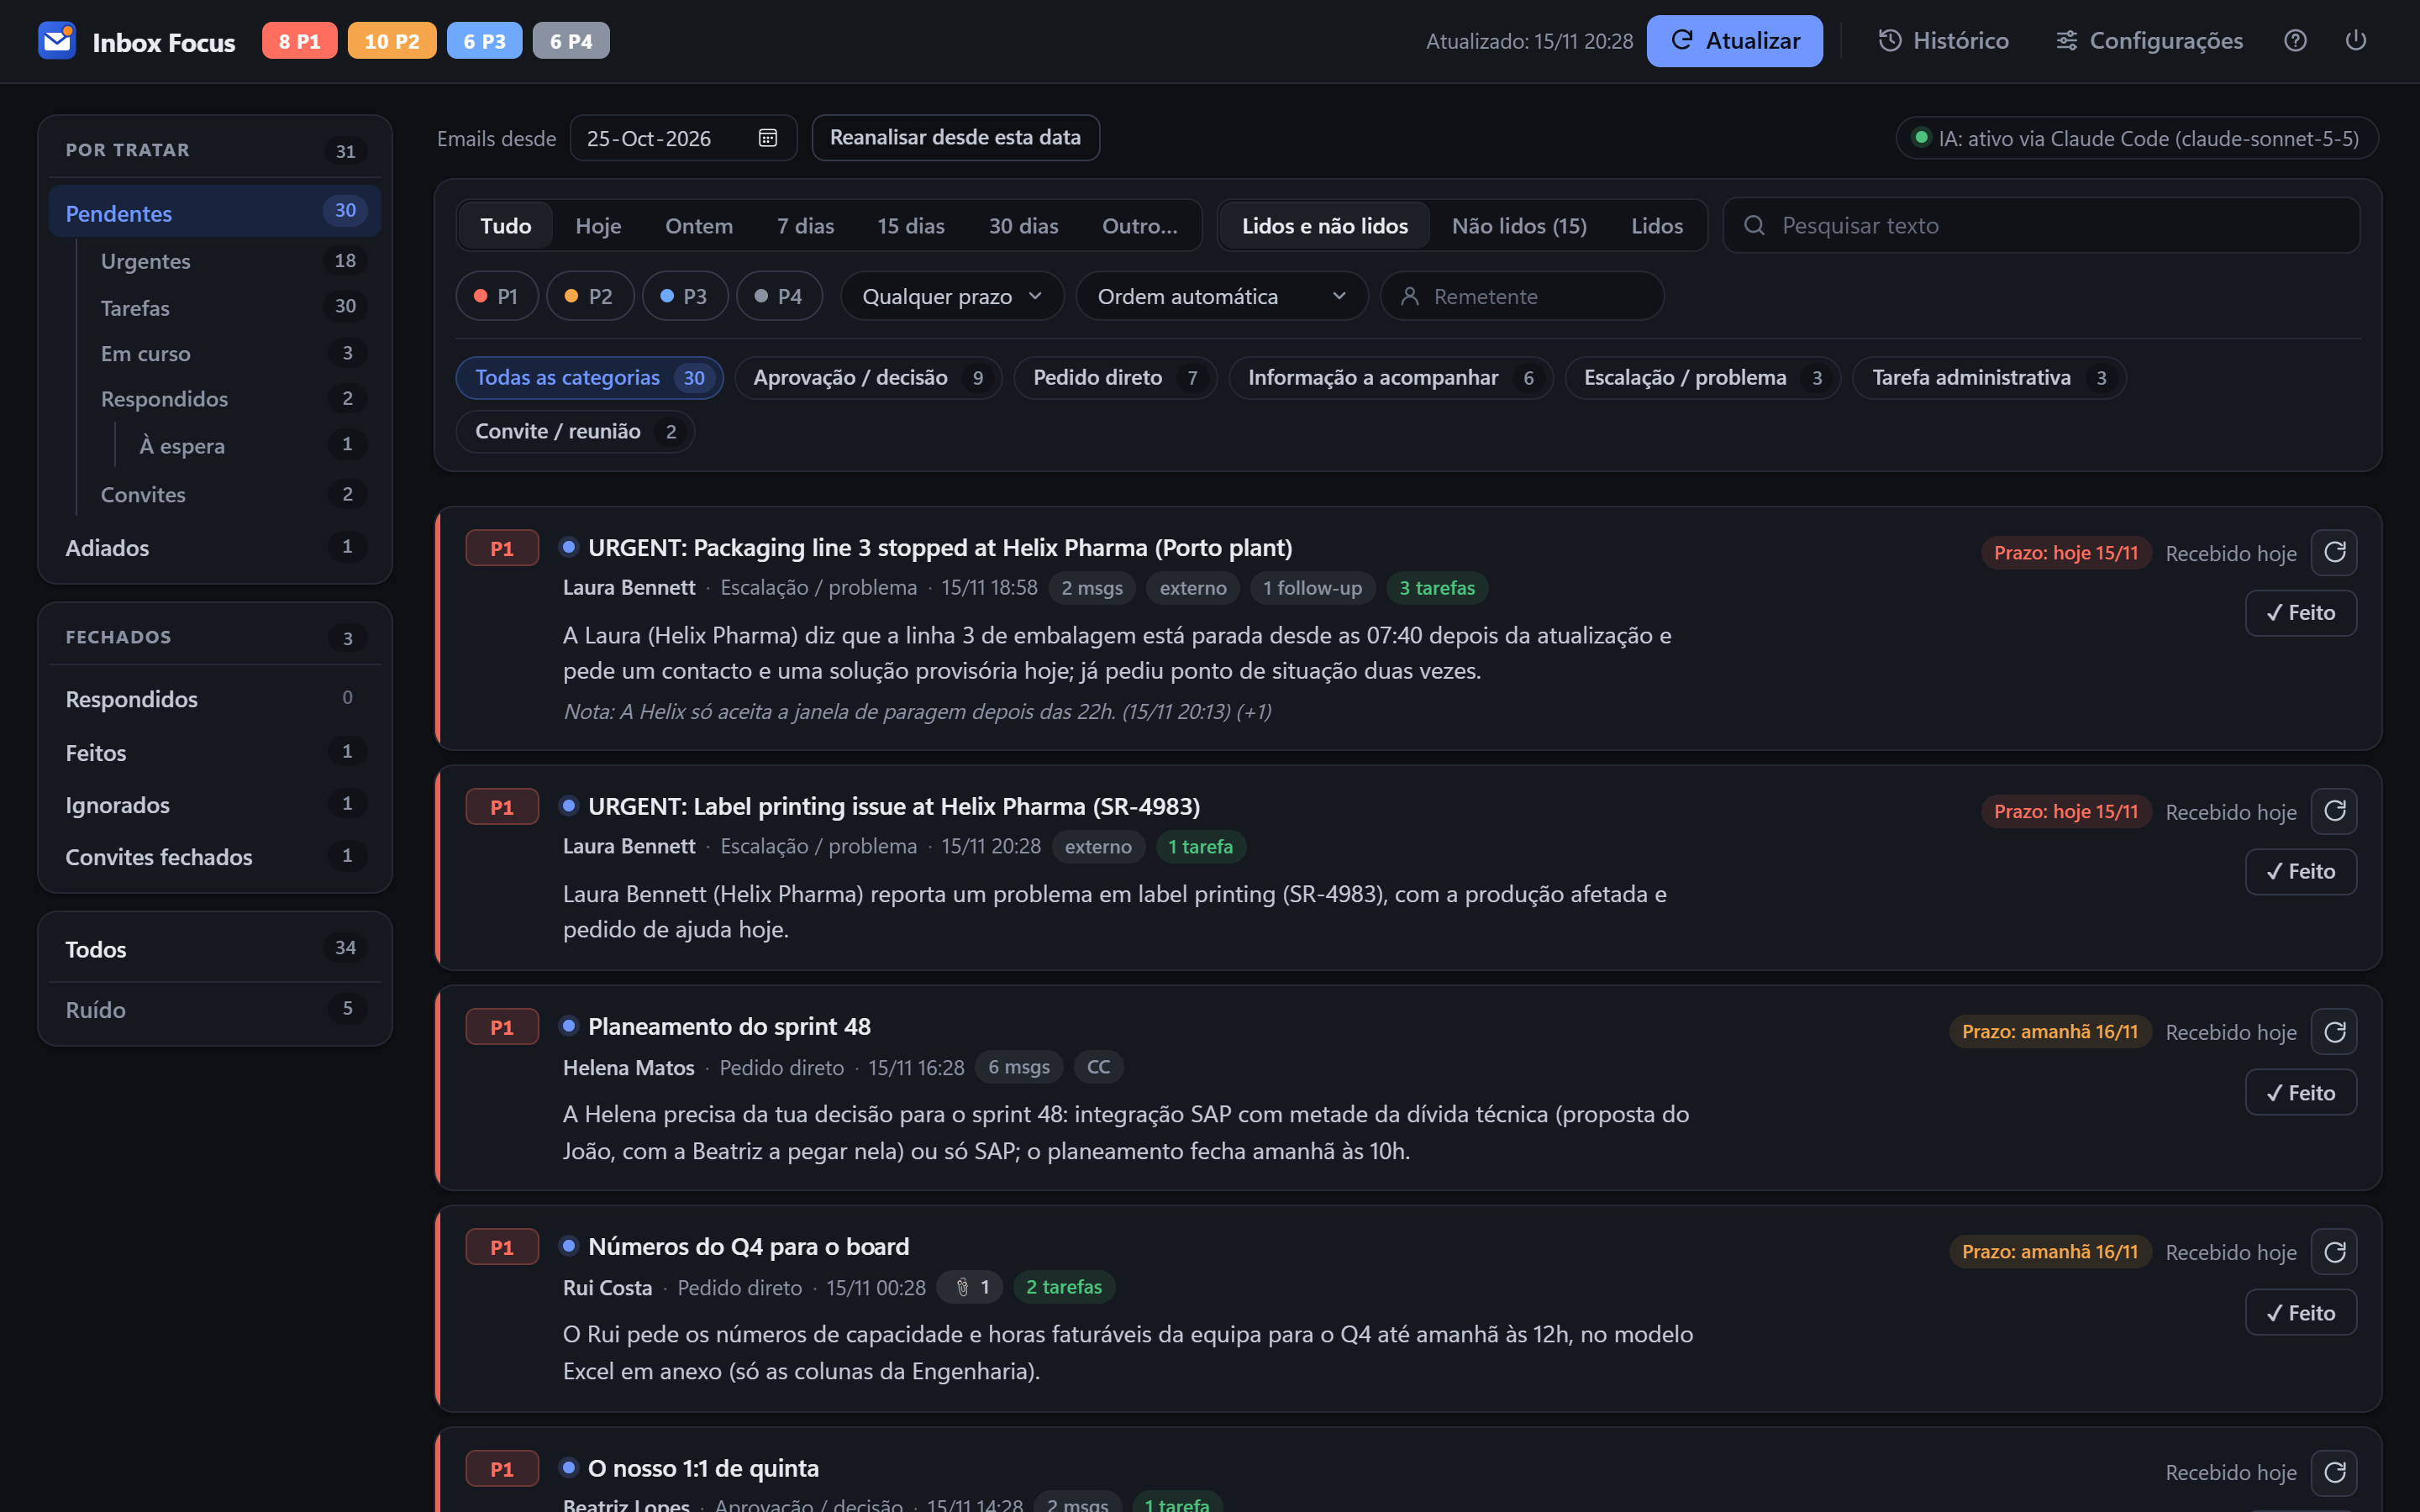 Inbox Focus 8 P1 10 P2 6 P3 6 P4 Atualizado: 15/11 20:28 Atualizar Histórico Configurações
POR TRATAR 31
Pendentes 30
Urgentes 18
Tarefas 30
Em curso 3
Respondidos 2
À espera 1
Convites 2
Adiados 1
FECHADOS 3
Respondidos 0
Feitos 1
Ignorados 1
Convites fechados 1
Todos 34
Ruído 5
Emails desde 25-Oct-2026 Reanalisar desde esta data IA: ativo via Claude Code (claude-sonnet-5-5)
Tudo Hoje Ontem 7 dias 15 dias 30 dias Outro... Lidos e não lidos Não lidos (15) Lidos Pesquisar texto
P1 P2 P3 P4 Qualquer prazo Ordem automática Remetente
Todas as categorias 30 Aprovação / decisão 9 Pedido direto 7 Informação a acompanhar 6 Escalação / problema 3 Tarefa administrativa 3
Convite / reunião 2
P1 URGENT: Packaging line 3 stopped at Helix Pharma (Porto plant) Prazo: hoje 15/11 Recebido hoje
Laura Bennett · Escalação / problema · 15/11 18:58 2 msgs externo 1 follow-up 3 tarefas
✓ Feito
A Laura (Helix Pharma) diz que a linha 3 de embalagem está parada desde as 07:40 depois da atualização e
pede um contacto e uma solução provisória hoje; já pediu ponto de situação duas vezes.
Nota: A Helix só aceita a janela de paragem depois das 22h. (15/11 20:13) (+1)
P1 URGENT: Label printing issue at Helix Pharma (SR-4983) Prazo: hoje 15/11 Recebido hoje
Laura Bennett · Escalação / problema · 15/11 20:28 externo 1 tarefa
✓ Feito
Laura Bennett (Helix Pharma) reporta um problema em label printing (SR-4983), com a produção afetada e
pedido de ajuda hoje.
P1 Planeamento do sprint 48 Prazo: amanhã 16/11 Recebido hoje
Helena Matos · Pedido direto · 15/11 16:28 6 msgs CC
✓ Feito
A Helena precisa da tua decisão para o sprint 48: integração SAP com metade da dívida técnica (proposta do
João, com a Beatriz a pegar nela) ou só SAP; o planeamento fecha amanhã às 10h.
P1 Números do Q4 para o board Prazo: amanhã 16/11 Recebido hoje
Rui Costa · Pedido direto · 15/11 00:28 1 2 tarefas
✓ Feito
O Rui pede os números de capacidade e horas faturáveis da equipa para o Q4 até amanhã às 12h, no modelo
Excel em anexo (só as colunas da Engenharia).
P1 O nosso 1:1 de quinta Recebido hoje
Beatriz Lopes · Aprovação / decisão · 15/11 14:28 2 msgs 1 tarefa